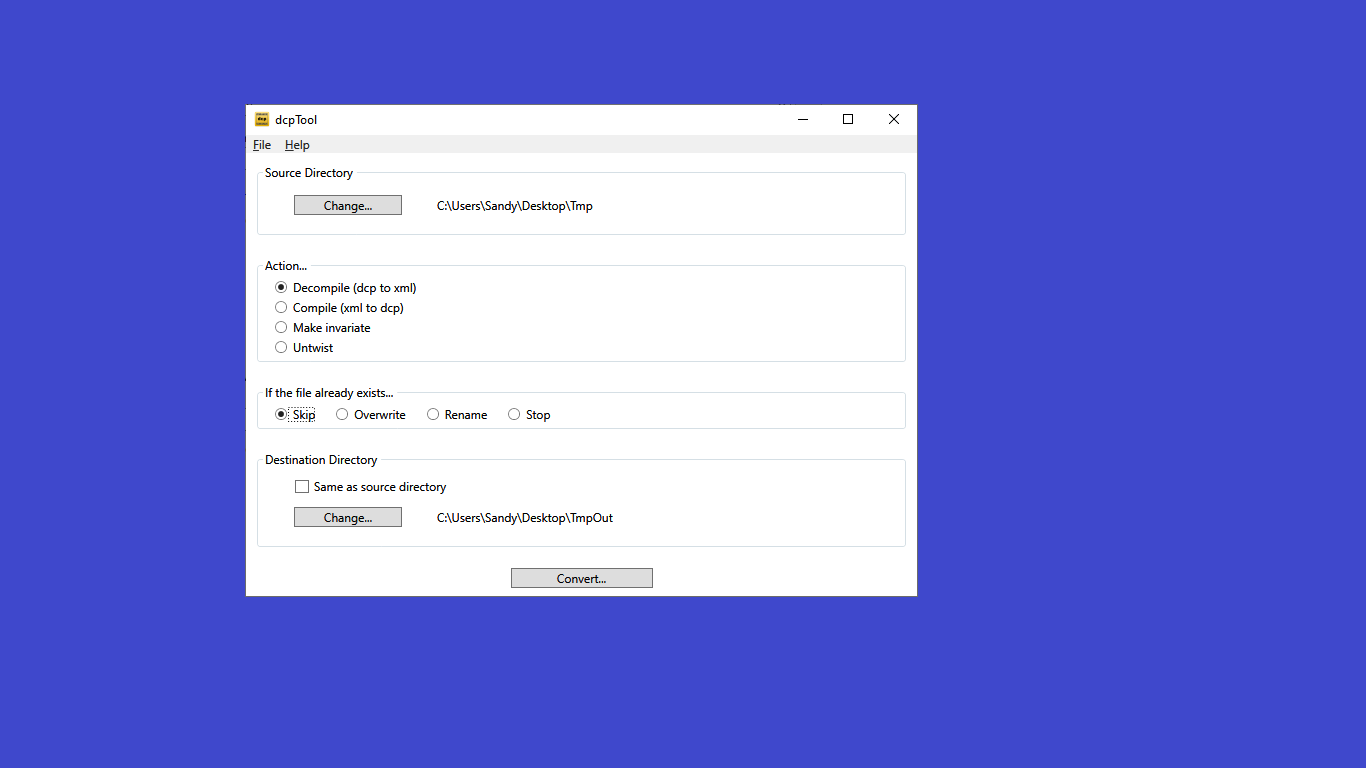 dcp
dcpTool
File Help
Source Directory
Change... C:\Users\Sandy\Desktop\Tmp
Action...
Decompile (dcp to xml)
Compile (xml to dcp)
Make invariate
Untwist
If the file already exists...
Skip Overwrite Rename Stop
Destination Directory
Same as source directory
Change... C:\Users\Sandy\Desktop\TmpOut
Convert...